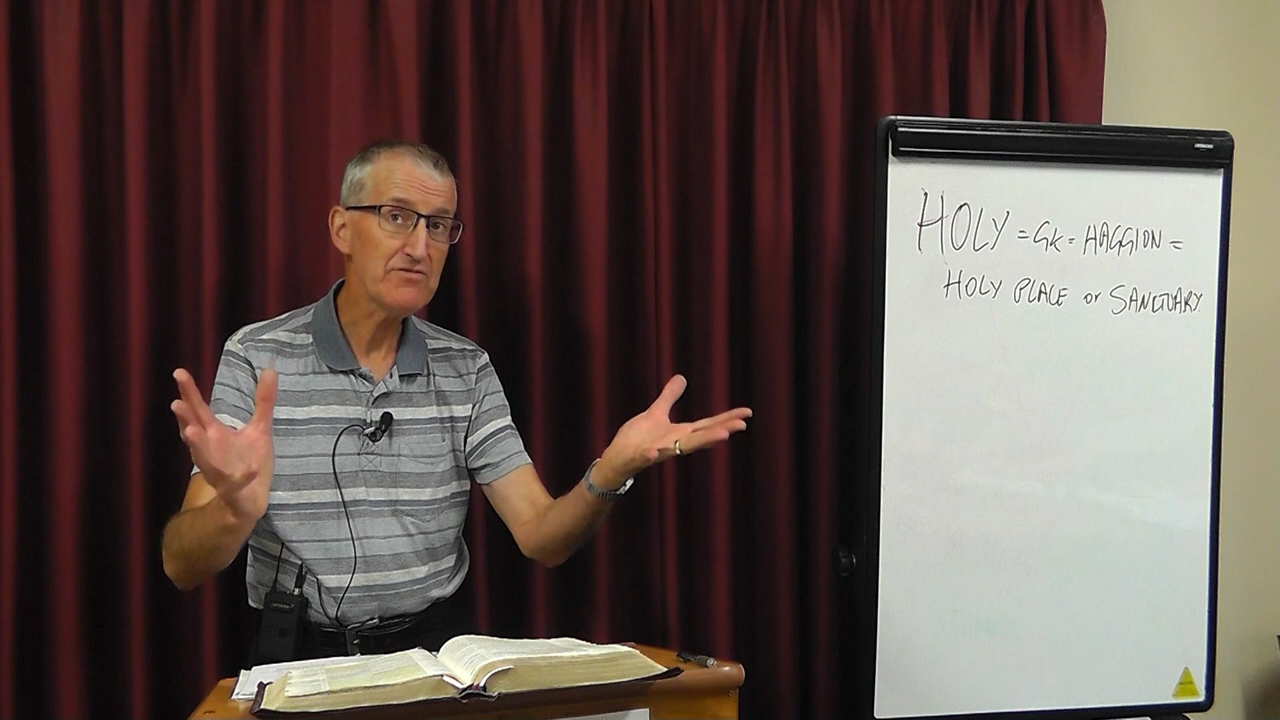 HOLY = GK = HAGGION =
HOLY PLACE or SANCTUARY